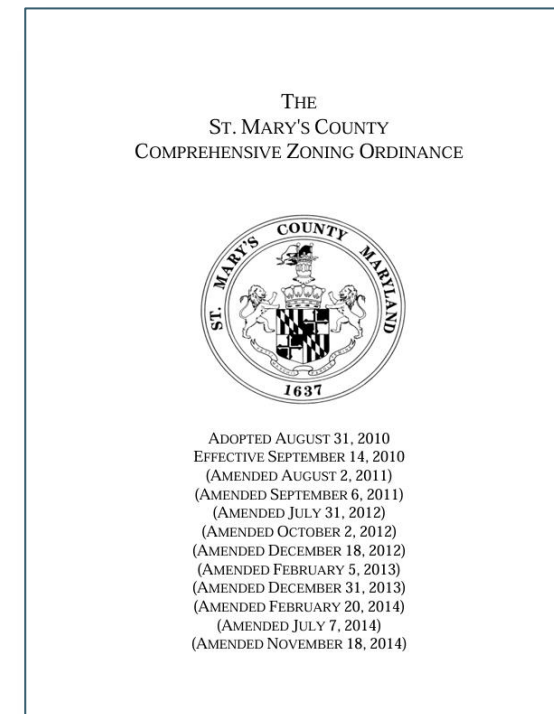 THE
ST. MARY'S COUNTY
COMPREHENSIVE ZONING ORDINANCE
ST. MARY'S COUNTY MARYLAND
1637
ADOPTED AUGUST 31, 2010
EFFECTIVE SEPTEMBER 14, 2010
(AMENDED AUGUST 2, 2011)
(AMENDED SEPTEMBER 6, 2011)
(AMENDED JULY 31, 2012)
(AMENDED OCTOBER 2, 2012)
(AMENDED DECEMBER 18, 2012)
(AMENDED FEBRUARY 5, 2013)
(AMENDED DECEMBER 31, 2013)
(AMENDED FEBRUARY 20, 2014)
(AMENDED JULY 7, 2014)
(AMENDED NOVEMBER 18, 2014)